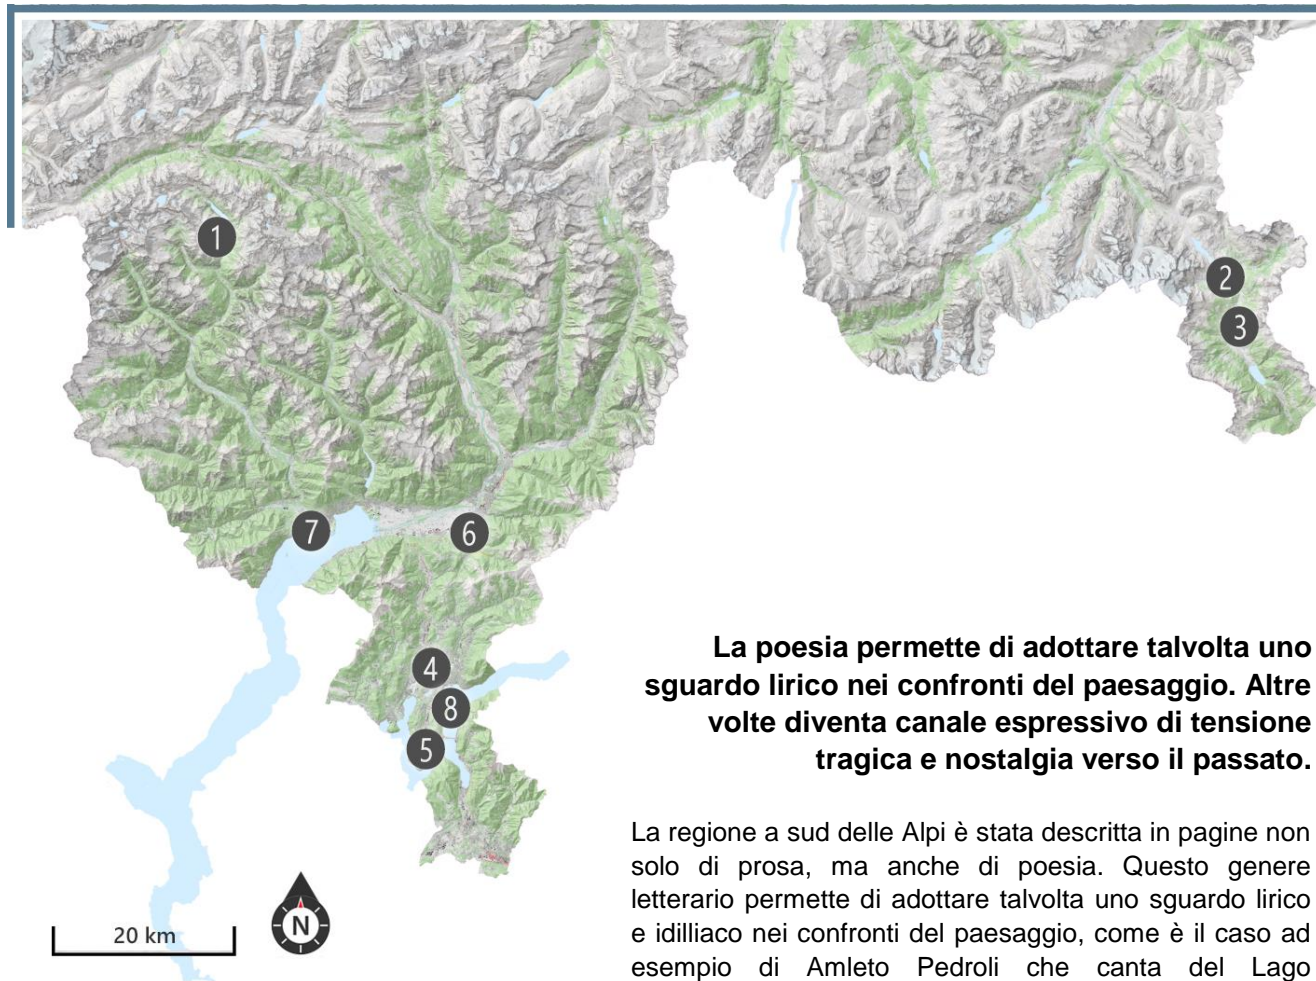 1
2
3
7
6
4
8
5
N
20 km
La poesia permette di adottare talvolta uno
sguardo lirico nei confronti del paesaggio. Altre
volte diventa canale espressivo di tensione
tragica e nostalgia verso il passato.
La regione a sud delle Alpi è stata descritta in pagine non
solo di prosa, ma anche di poesia. Questo genere
letterario permette di adottare talvolta uno sguardo lirico
e idilliaco nei confronti del paesaggio, come è il caso ad
esempio di Amleto Pedroli che canta del Lago